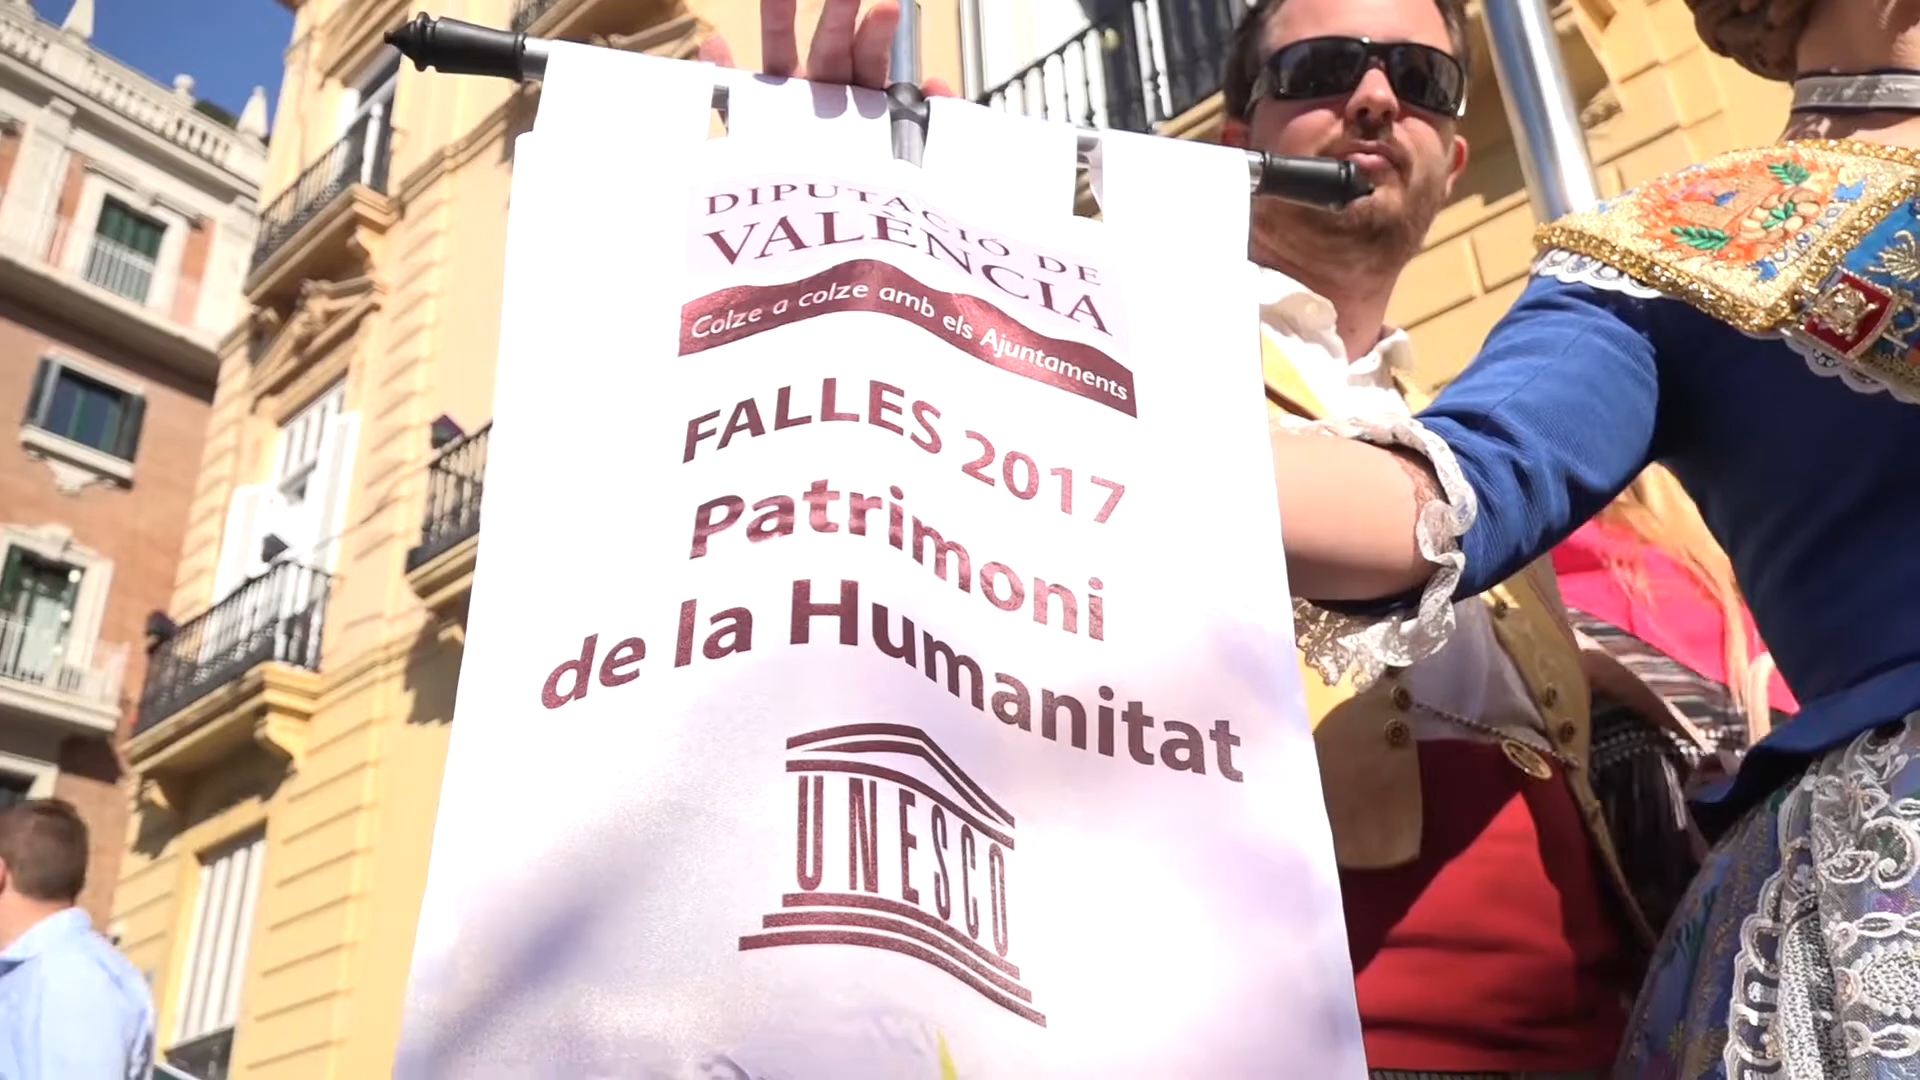 DIPUTACIÓ DE
VALÈNCIA
Colze a colze amb els Ajuntaments
FALLES 2017
Patrimoni
de la Humanitat
UNESCO